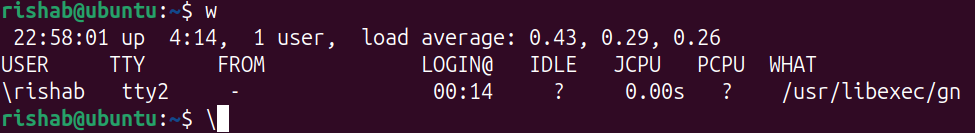 rishab@ubuntu:~$ w
22:58:01 up 4:14, 1 user, load average: 0.43, 0.29, 0.26
USER TTY FROM LOGIN@ IDLE JCPU PCPU WHAT
\rishab tty2 - 00:14 ? 0.00s ? /usr/libexec/gn
rishab@ubuntu:~$ \